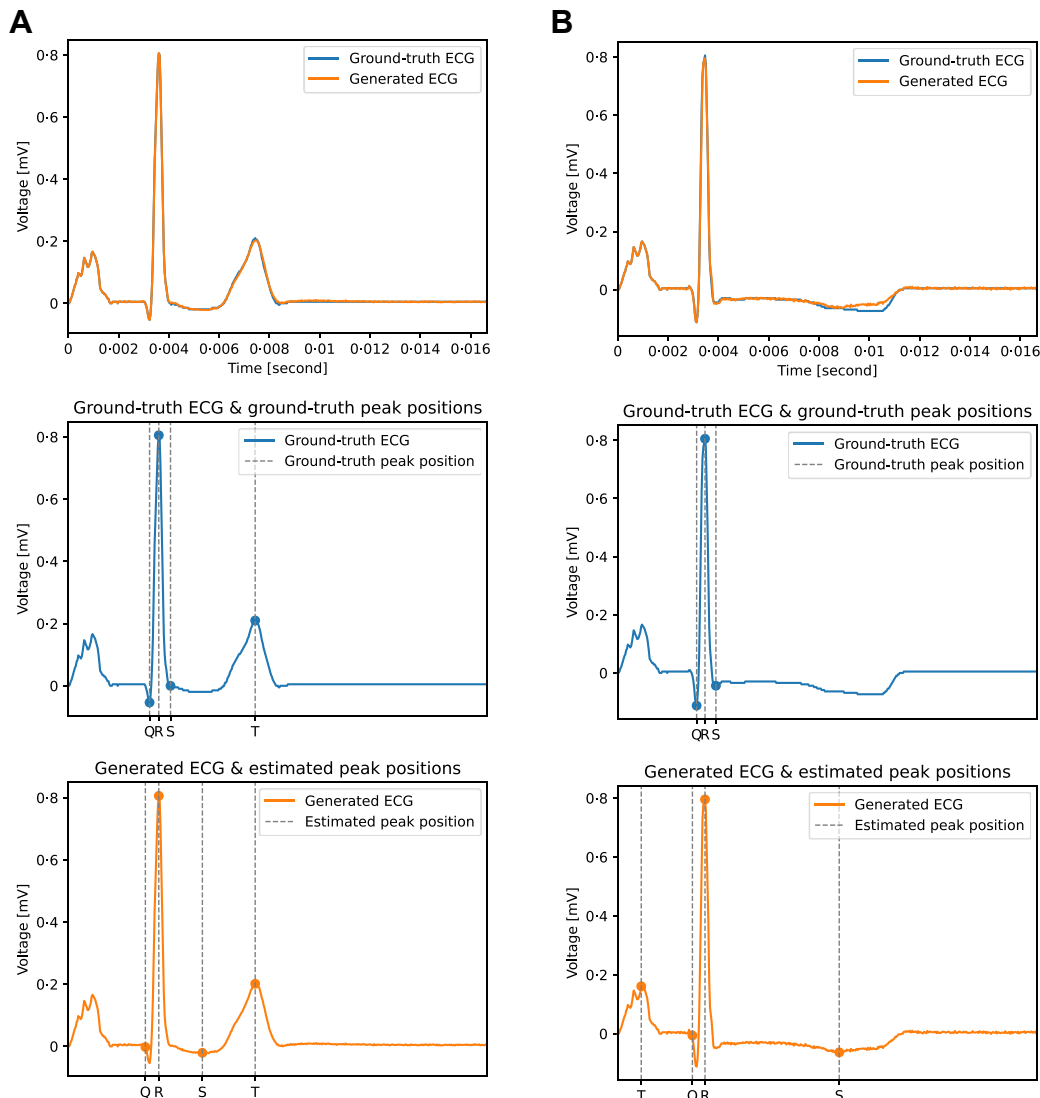 A
0·8
0·6
0·4
0·2
0
Voltage [mV]
Ground-truth ECG
Generated ECG
0 0·002 0·004 0·006 0·008 0·01 0·012 0·014 0·016
Time [second]
Ground-truth ECG & ground-truth peak positions
0·8
0·6
0·4
0·2
0
Voltage [mV]
Ground-truth ECG
Ground-truth peak position
Q R S T
Generated ECG & estimated peak positions
0·8
0·6
0·4
0·2
0
Voltage [mV]
Generated ECG
Estimated peak position
Q R S T
B
0·8
0·6
0·4
0·2
0
Voltage [mV]
Ground-truth ECG
Generated ECG
0 0·002 0·004 0·006 0·008 0·01 0·012 0·014 0·016
Time [second]
Ground-truth ECG & ground-truth peak positions
0·8
0·6
0·4
0·2
0
Voltage [mV]
Ground-truth ECG
Ground-truth peak position
Q R S
Generated ECG & estimated peak positions
0·8
0·6
0·4
0·2
0
Voltage [mV]
Generated ECG
Estimated peak position
T Q R S